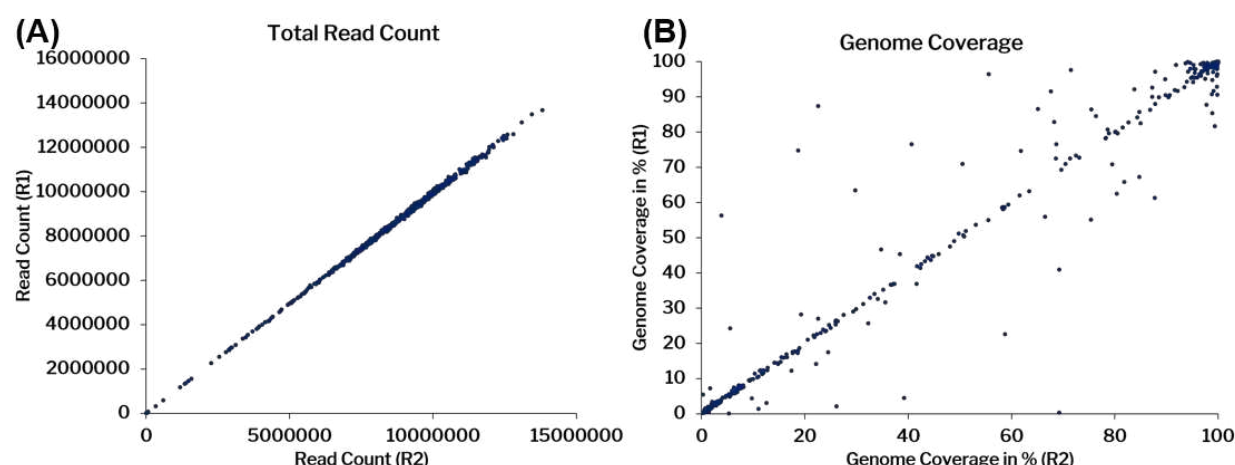 (A)
Total Read Count
Read Count (R1)
16000000
14000000
12000000
10000000
8000000
6000000
4000000
2000000
0
0 5000000 10000000 15000000
Read Count (R2)
(B)
Genome Coverage
Genome Coverage in % (R1)
100
90
80
70
60
50
40
30
20
10
0
0 20 40 60 80 100
Genome Coverage in % (R2)